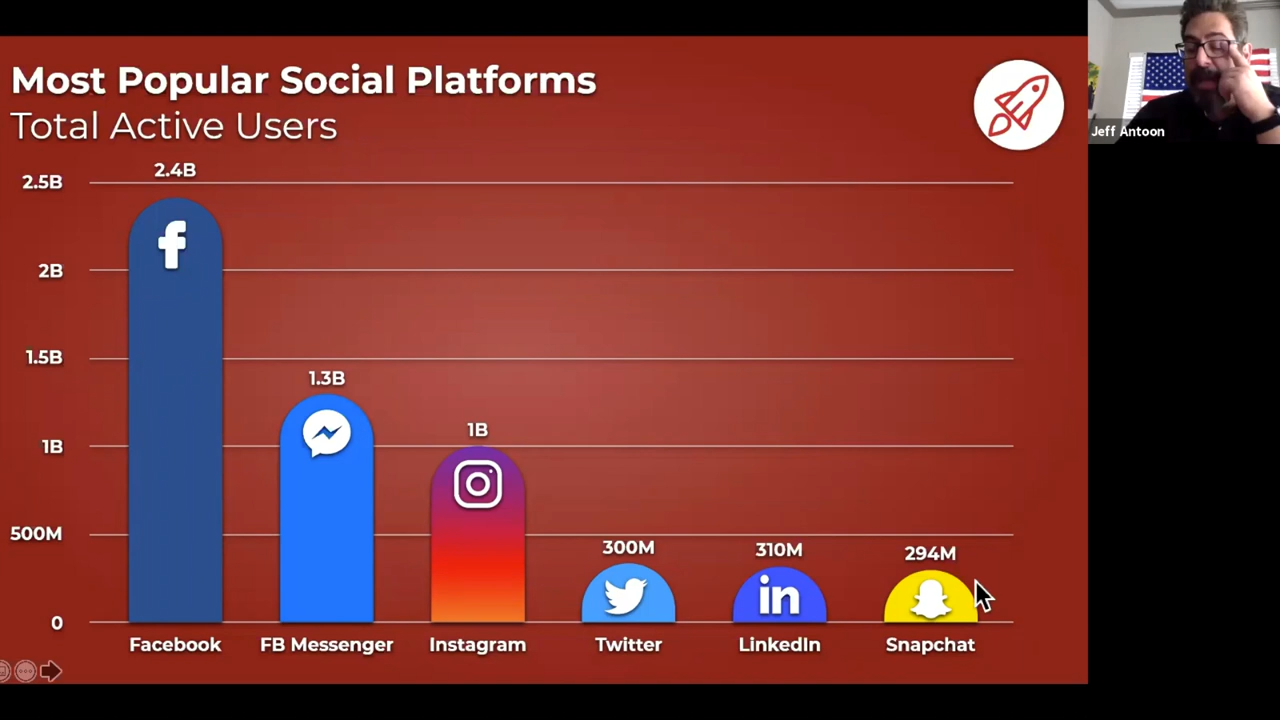 Most Popular Social Platforms
Total Active Users
Jeff Antoon
2.5B
2B
1.5B
1B
500M
0
2.4B
1.3B
1B
300M
310M
294M
f
in
Facebook
FB Messenger
Instagram
Twitter
LinkedIn
Snapchat